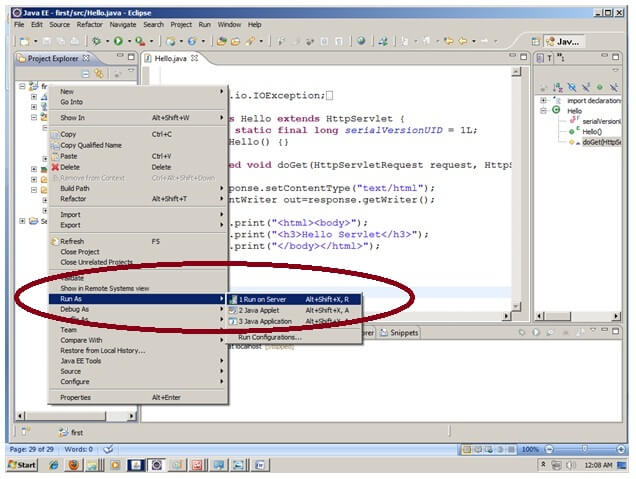 Java EE - first/src/Hello.java - Eclipse
File Edit Source Refactor Navigate Search Project Run Window Help
Jav...
Project Explorer
Hello.java
.io.IOException;
s Hello extends HttpServlet {
static final long serialVersionUID = 1L;
Hello() {}
ed void doGet(HttpServletRequest request, HttpS
ponse.setContentType("text/html");
ntWriter out=response.getWriter();
.print("<html><body>");
.print("<h3>Hello Servlet</h3>");
.print("</body></html>");
import declarations
Hello
serialVersionU
Hello()
doGet(HttpSe
New
Go Into
Show In Alt+Shift+W
Copy Ctrl+C
Copy Qualified Name
Paste Ctrl+V
Delete Delete
Remove from Context Ctrl+Alt+Shift+Down
Build Path
Refactor Alt+Shift+T
Import
Export
Refresh F5
Close Project
Close Unrelated Projects
Validate
Show in Remote Systems view
Run As
Debug As
Profile As
Team
Compare With
Restore from Local History...
Java EE Tools
Source
Configure
Properties Alt+Enter
1 Run on Server Alt+Shift+X, R
2 Java Applet Alt+Shift+X, A
3 Java Application Alt+Shift+X,
Run Configurations...
rer Snippets
localhost [Stopped]
first
Page: 29 of 29 Words: 0 100%
Start 12:08 AM